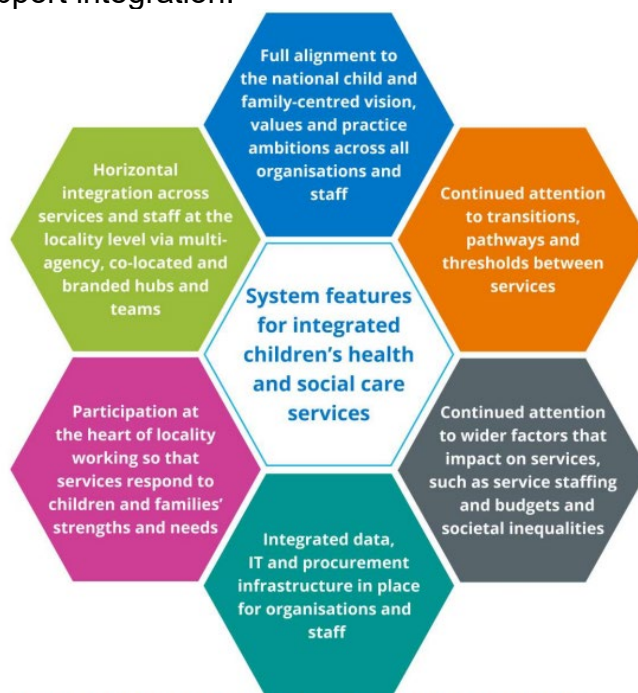 support integration.
Full alignment to
the national child and
family-centred vision,
values and practice
ambitions across all
organisations and
staff
Continued attention
to transitions,
pathways and
thresholds between
services
Continued attention
to wider factors that
impact on services,
such as service staffing
and budgets and
societal inequalities
Integrated data,
IT and procurement
infrastructure in place
for organisations and
staff
Participation at
the heart of locality
working so that
services respond to
children and families’
strengths and needs
Horizontal
integration across
services and staff at the
locality level via multi-
agency, co-located and
branded hubs and
teams
System features
for integrated
children’s health
and social care
services